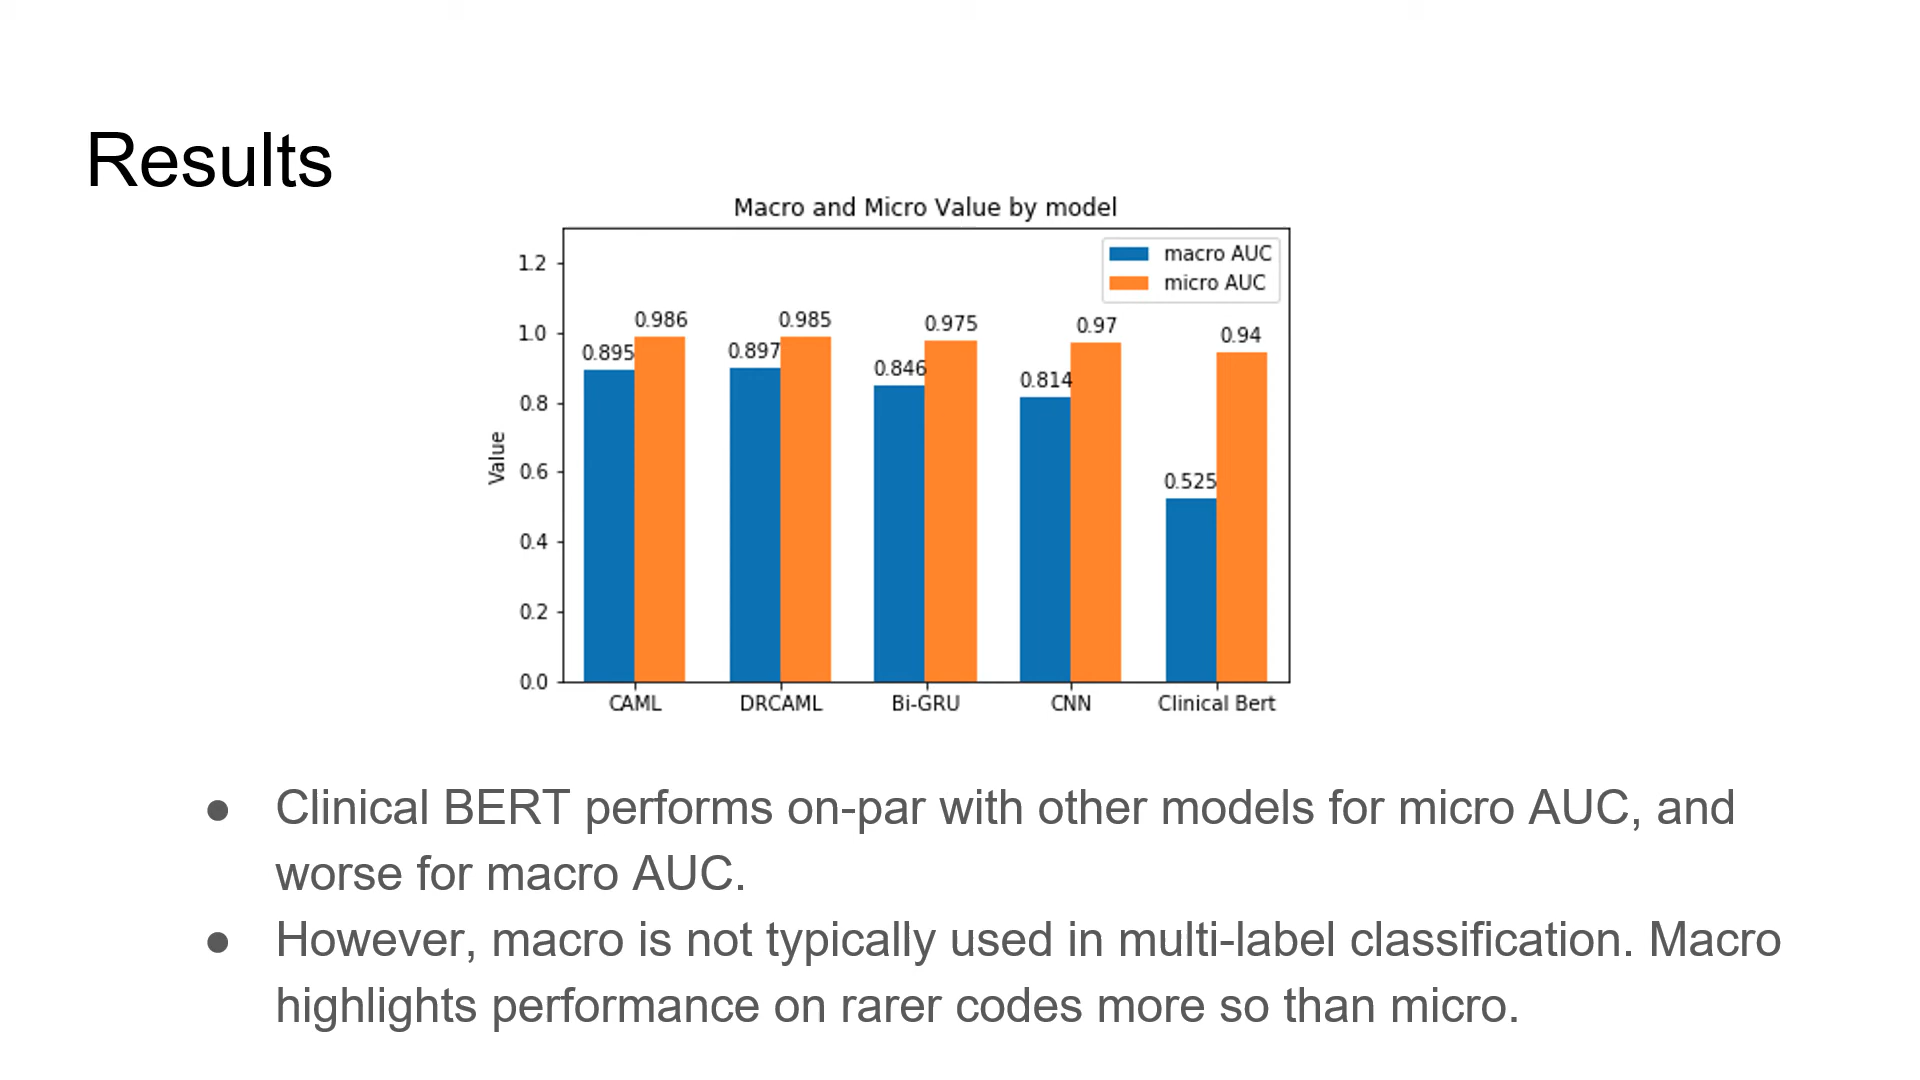 Results
Macro and Micro Value by model
macro AUC
micro AUC
Value
1.2
1.0
0.8
0.6
0.4
0.2
0.0
0.895
0.986
0.897
0.985
0.846
0.975
0.814
0.97
0.525
0.94
CAML
DRCAML
Bi-GRU
CNN
Clinical Bert
● Clinical BERT performs on-par with other models for micro AUC, and
worse for macro AUC.
● However, macro is not typically used in multi-label classification. Macro
highlights performance on rarer codes more so than micro.